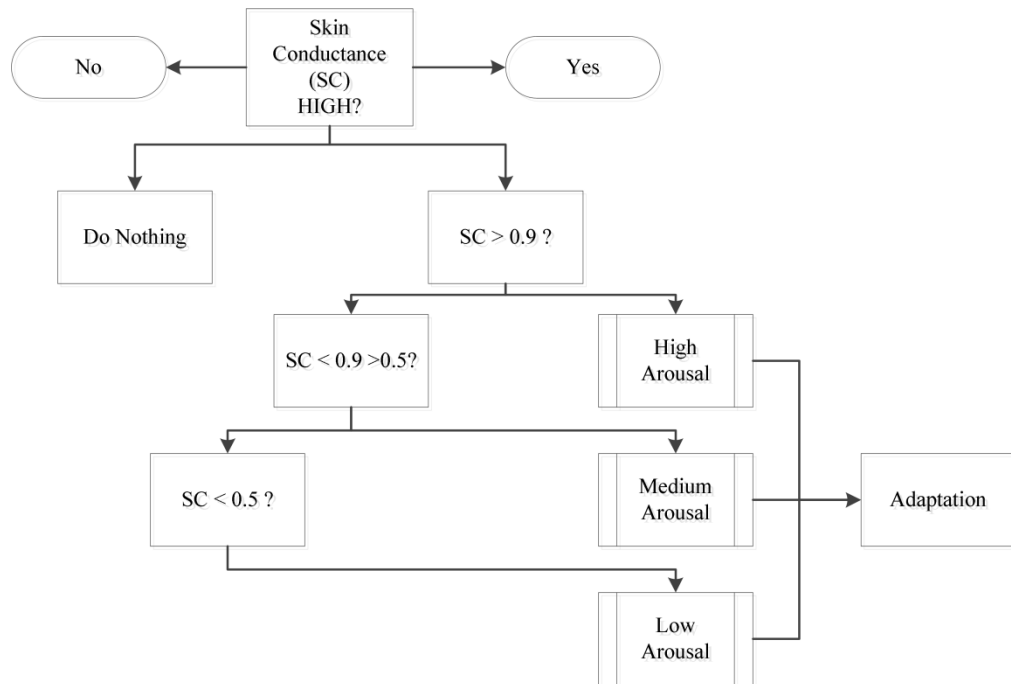 No
Skin
Conductance
(SC)
HIGH?
Yes
Do Nothing
SC > 0.9 ?
SC < 0.9 >0.5?
High
Arousal
SC < 0.5 ?
Medium
Arousal
Adaptation
Low
Arousal